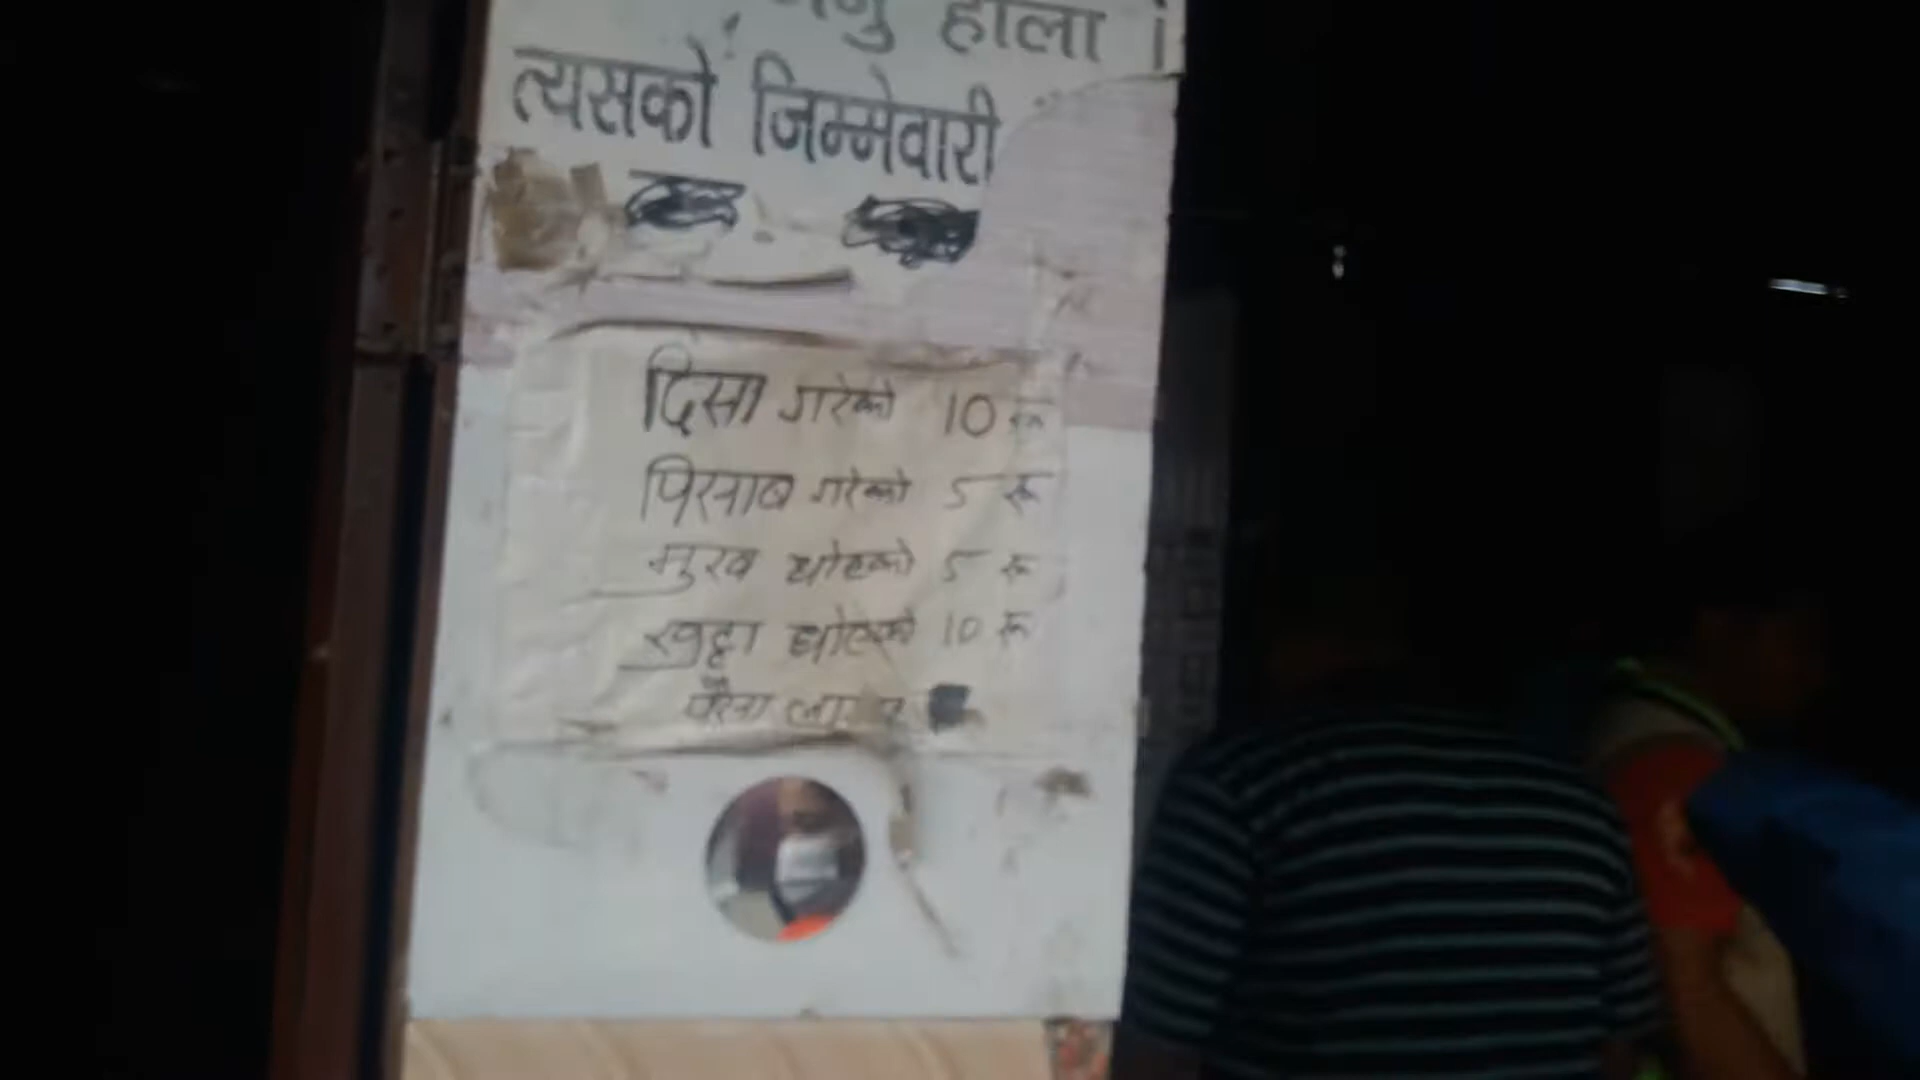 होला ।
त्यसको जिम्मेवारी
दिसा गरेको 10 रू
पिसाब गरेको 5 रू
मुख धोएको 5 रू
खुट्टा धोएको 10 रू
पैसा